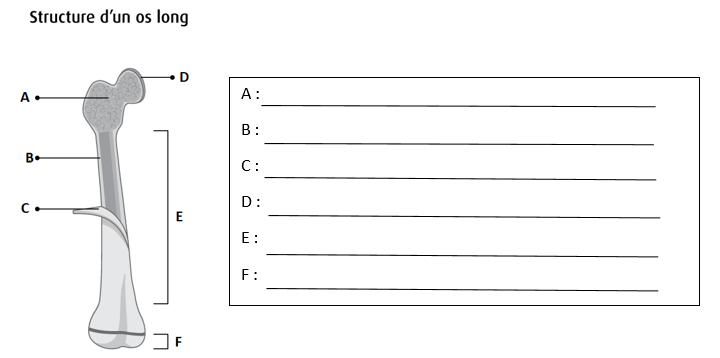 Structure d'un os long
D
A
B
C
E
F
A :
B :
C :
D :
E :
F :